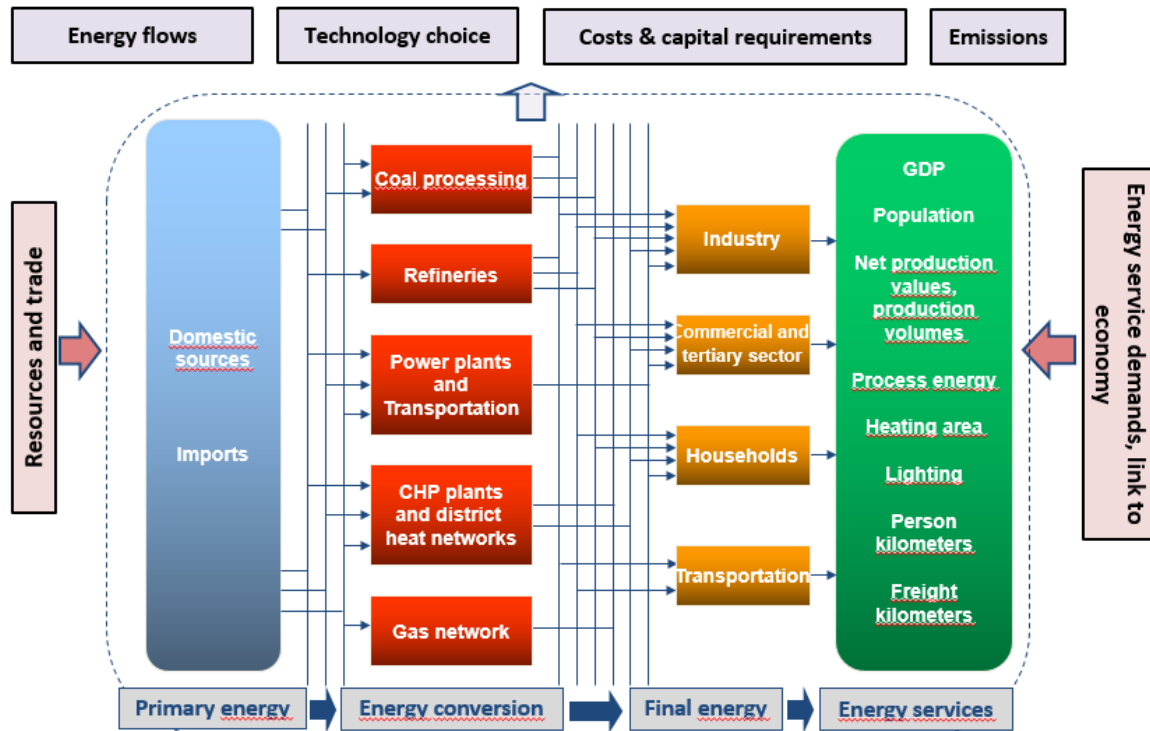 Energy flows
Technology choice
Costs & capital requirements
Emissions
Resources and trade
Domestic
sources
Imports
Coal processing
Refineries
Power plants
and
Transportation
CHP plants
and district
heat networks
Gas network
Industry
Commercial and
tertiary sector
Households
Transportation
GDP
Population
Net production
values,
production
volumes
Process energy
Heating area
Lighting
Person
kilometers
Freight
kilometers
Energy service demands, link to
economy
Primary energy
Energy conversion
Final energy
Energy services